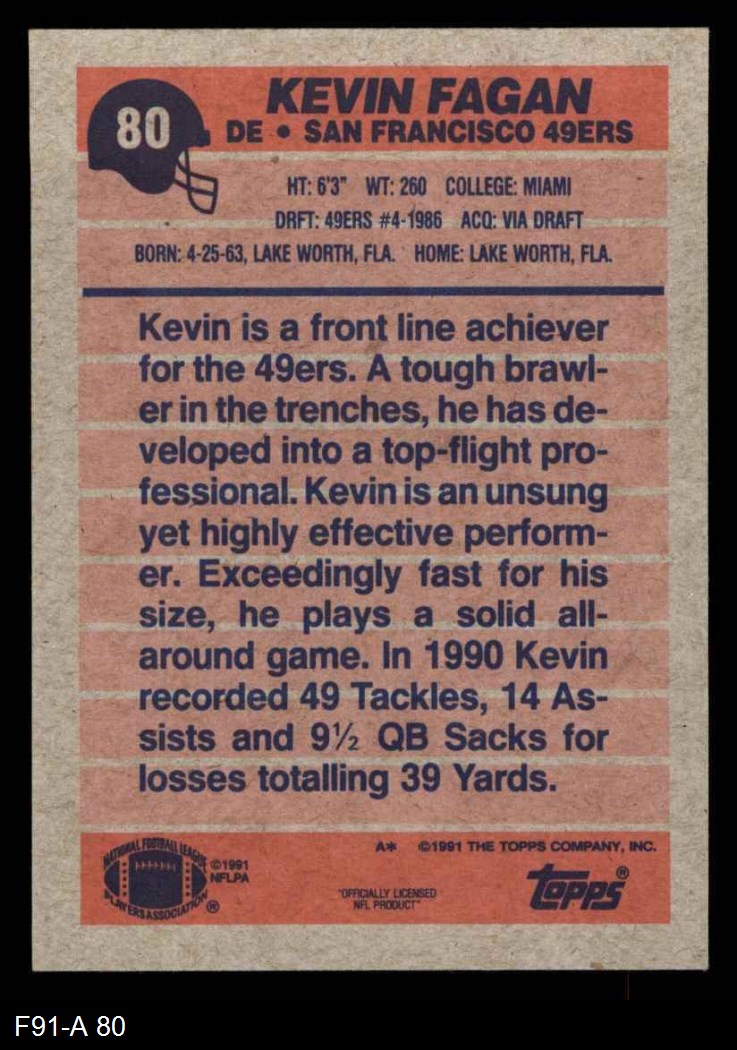 80
KEVIN FAGAN
DE • SAN FRANCISCO 49ERS
HT: 6'3" WT: 260 COLLEGE: MIAMI
DRFT: 49ERS #4-1986 ACQ: VIA DRAFT
BORN: 4-25-63, LAKE WORTH, FLA. HOME: LAKE WORTH, FLA.
Kevin is a front line achiever
for the 49ers. A tough brawl-
er in the trenches, he has de-
veloped into a top-flight pro-
fessional. Kevin is an unsung
yet highly effective perform-
er. Exceedingly fast for his
size, he plays a solid all-
around game. In 1990 Kevin
recorded 49 Tackles, 14 As-
sists and 9½ QB Sacks for
losses totalling 39 Yards.
A* ©1991 THE TOPPS COMPANY, INC.
NATIONAL FOOTBALL LEAGUE
PLAYERS ASSOCIATION ®
©1991
NFLPA
"OFFICIALLY LICENSED
NFL PRODUCT"
TOPPS®
F91-A 80